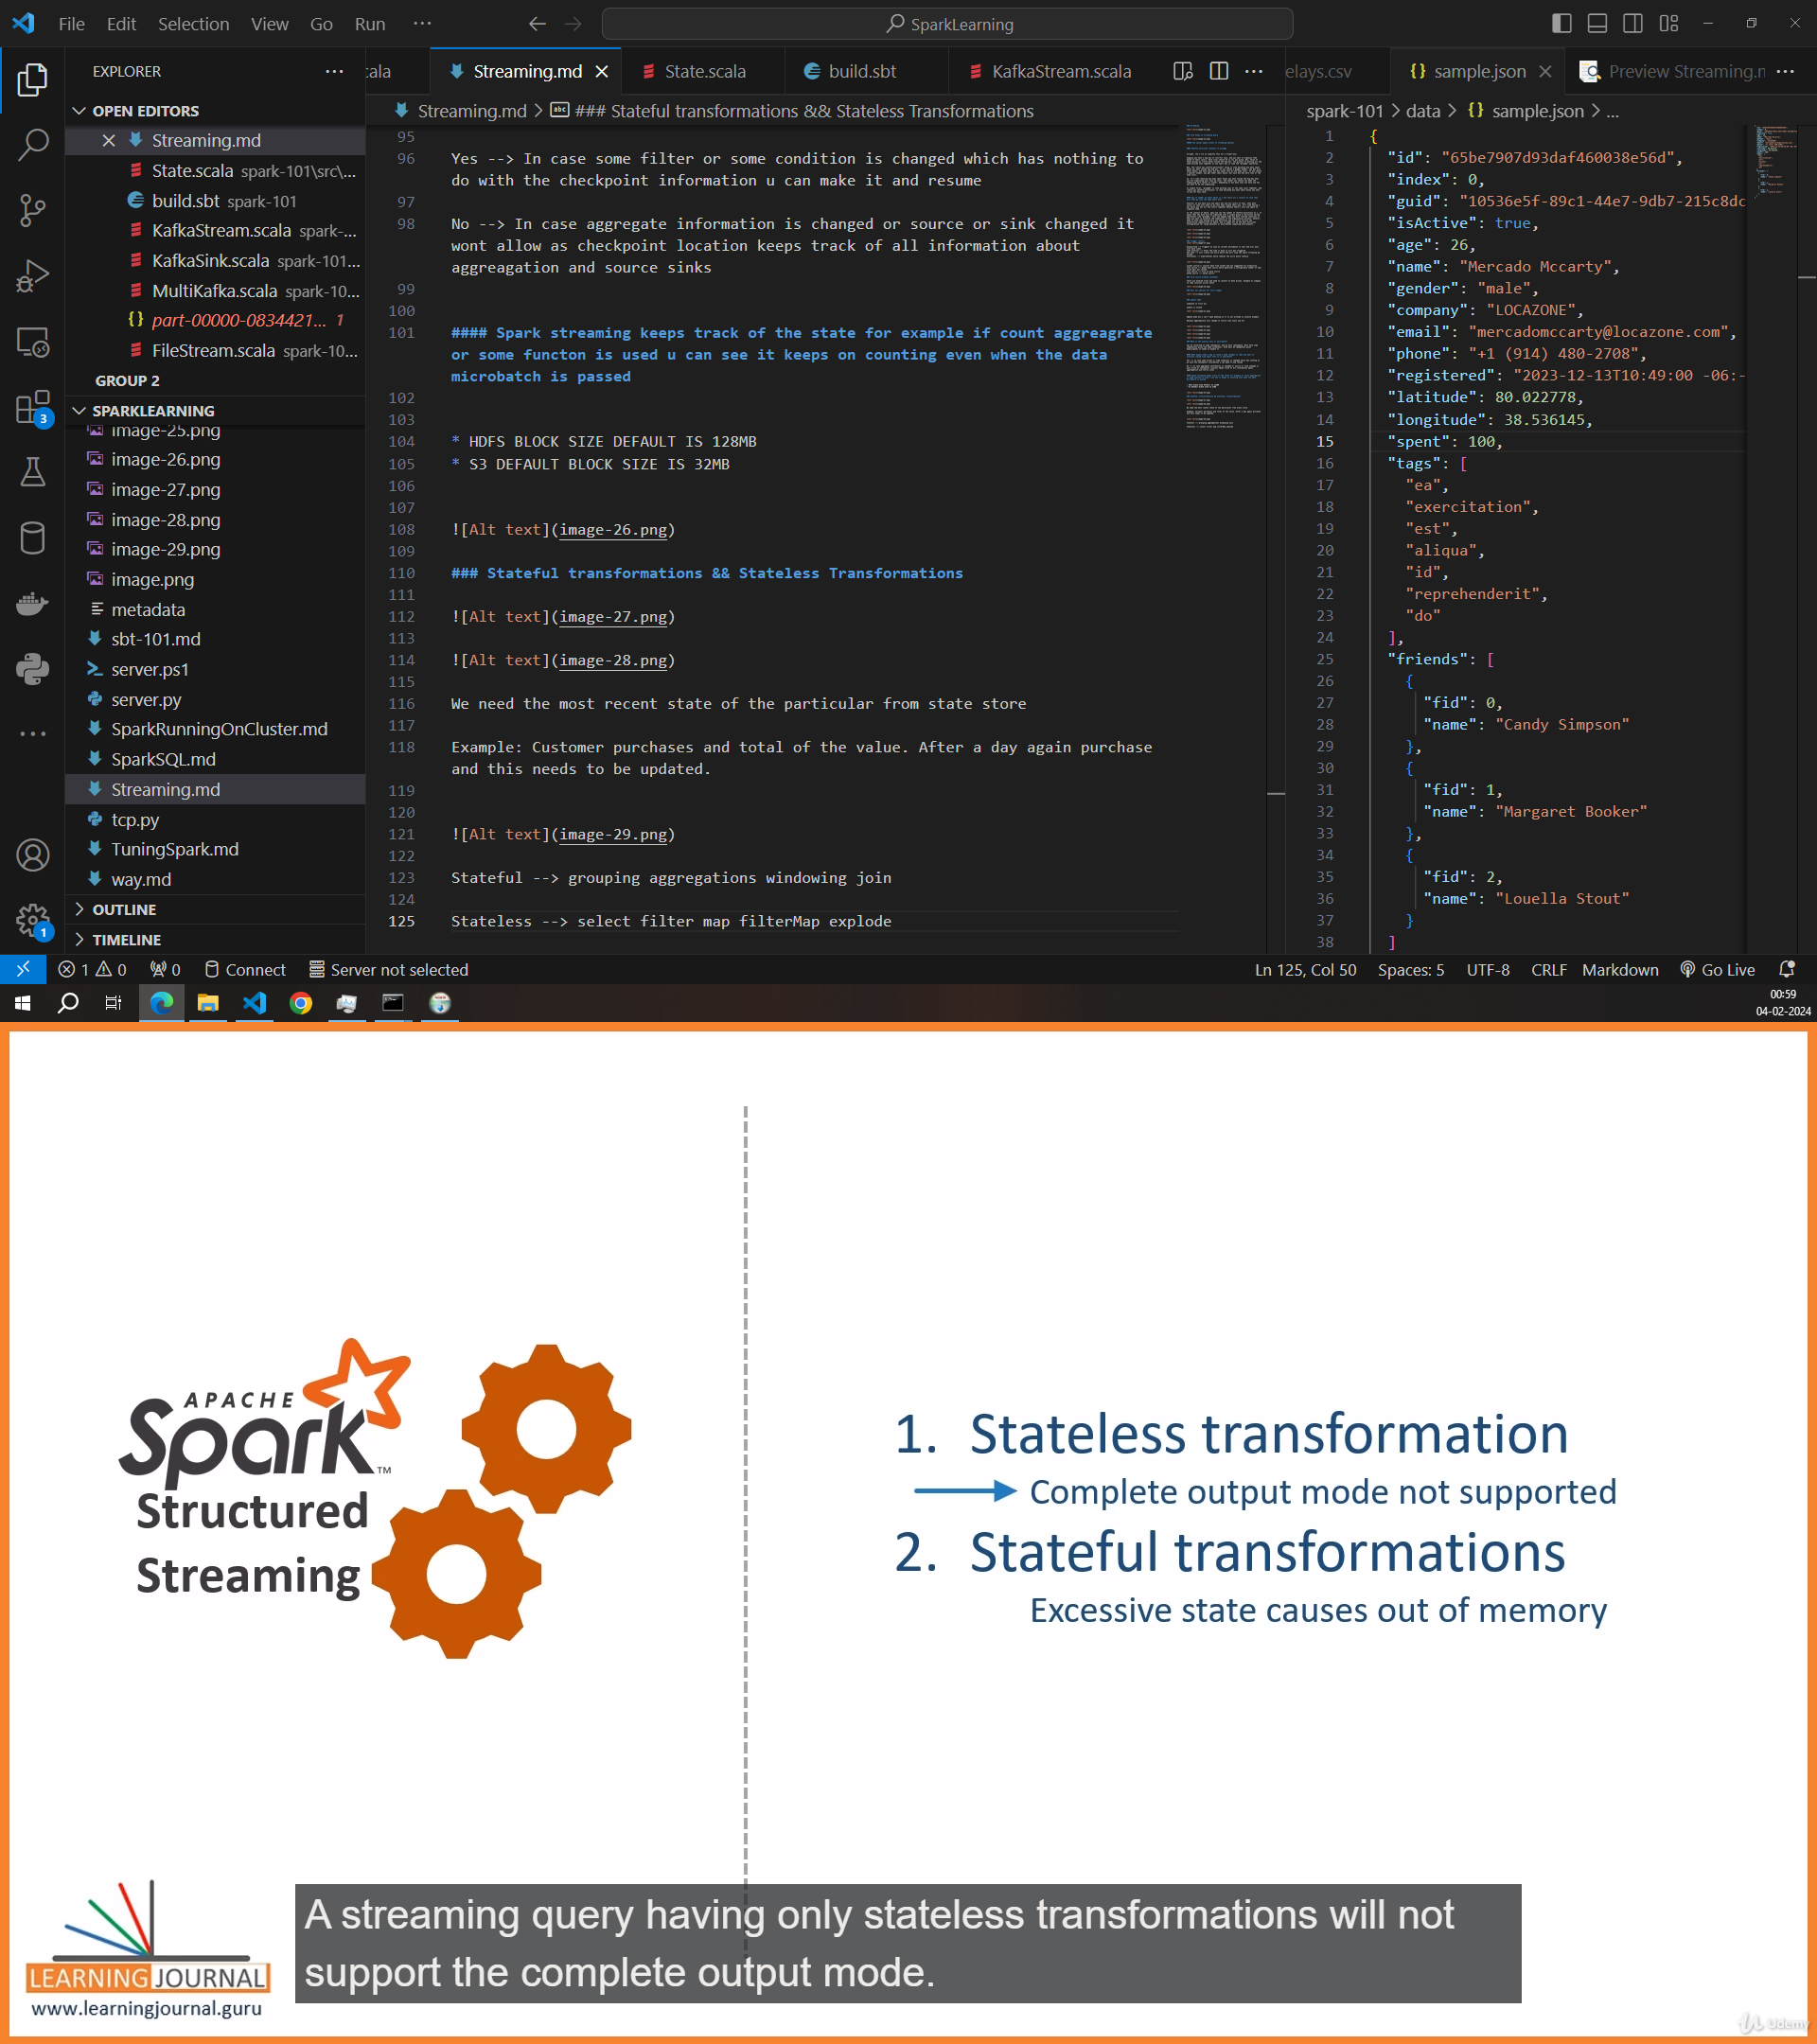 File Edit Selection View Go Run ···
SparkLearning
EXPLORER
OPEN EDITORS
Streaming.md
State.scala spark-101\src\...
build.sbt spark-101
KafkaStream.scala spark-...
KafkaSink.scala spark-101...
MultiKafka.scala spark-10...
part-00000-0834421... 1
FileStream.scala spark-10...
GROUP 2
SPARKLEARNING
image-25.png
image-26.png
image-27.png
image-28.png
image-29.png
image.png
metadata
sbt-101.md
server.ps1
server.py
SparkRunningOnCluster.md
SparkSQL.md
Streaming.md
tcp.py
TuningSpark.md
way.md
OUTLINE
TIMELINE
3
1
cala Streaming.md State.scala build.sbt KafkaStream.scala
Streaming.md > ### Stateful transformations && Stateless Transformations
95
96 Yes --> In case some filter or some condition is changed which has nothing to
do with the checkpoint information u can make it and resume
97
98 No --> In case aggregate information is changed or source or sink changed it
wont allow as checkpoint location keeps track of all information about
aggreagation and source sinks
99
100
101 #### Spark streaming keeps track of the state for example if count aggreagrate
or some functon is used u can see it keeps on counting even when the data
microbatch is passed
102
103
104 * HDFS BLOCK SIZE DEFAULT IS 128MB
105 * S3 DEFAULT BLOCK SIZE IS 32MB
106
107
108 ![Alt text](image-26.png)
109
110 ### Stateful transformations && Stateless Transformations
111
112 ![Alt text](image-27.png)
113
114 ![Alt text](image-28.png)
115
116 We need the most recent state of the particular from state store
117
118 Example: Customer purchases and total of the value. After a day again purchase
and this needs to be updated.
119
120
121 ![Alt text](image-29.png)
122
123 Stateful --> grouping aggregations windowing join
124
125 Stateless --> select filter map filterMap explode
elays.csv sample.json Preview Streaming.m
spark-101 > data > {} sample.json > ...
1 {
2 "id": "65be7907d93daf460038e56d",
3 "index": 0,
4 "guid": "10536e5f-89c1-44e7-9db7-215c8dc
5 "isActive": true,
6 "age": 26,
7 "name": "Mercado Mccarty",
8 "gender": "male",
9 "company": "LOCAZONE",
10 "email": "mercadomccarty@locazone.com",
11 "phone": "+1 (914) 480-2708",
12 "registered": "2023-12-13T10:49:00 -06:-
13 "latitude": 80.022778,
14 "longitude": 38.536145,
15 "spent": 100,
16 "tags": [
17 "ea",
18 "exercitation",
19 "est",
20 "aliqua",
21 "id",
22 "reprehenderit",
23 "do"
24 ],
25 "friends": [
26 {
27 "fid": 0,
28 "name": "Candy Simpson"
29 },
30 {
31 "fid": 1,
32 "name": "Margaret Booker"
33 },
34 {
35 "fid": 2,
36 "name": "Louella Stout"
37 }
38 ]
1 0 0 Connect Server not selected
Ln 125, Col 50 Spaces: 5 UTF-8 CRLF Markdown Go Live
00:59
04-02-2024
APACHE
Spark™
Structured
Streaming
1. Stateless transformation
Complete output mode not supported
2. Stateful transformations
Excessive state causes out of memory
A streaming query having only stateless transformations will not
support the complete output mode.
LEARNING JOURNAL
www.learningjournal.guru
Udemy